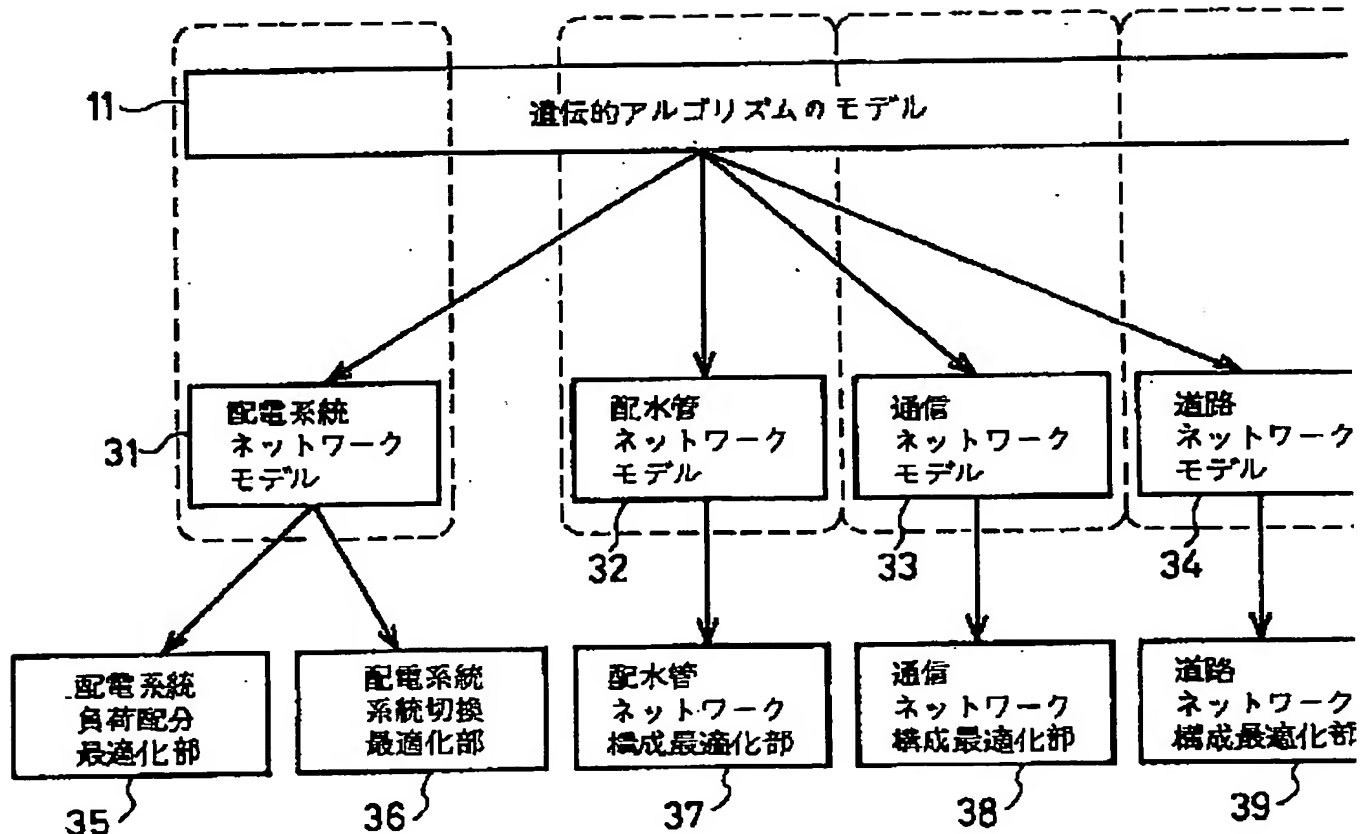 11
遺伝的アルゴリズムのモデル
31
配電系統
ネットワーク
モデル
配水管
ネットワーク
モデル
32
通信
ネットワーク
モデル
33
道路
ネットワーク
モデル
34
配電系統
負荷配分
最適化部
35
配電系統
系統切換
最適化部
36
配水管
ネットワーク
構成最適化部
37
通信
ネットワーク
構成最適化部
38
道路
ネットワーク
構成最適化部
39